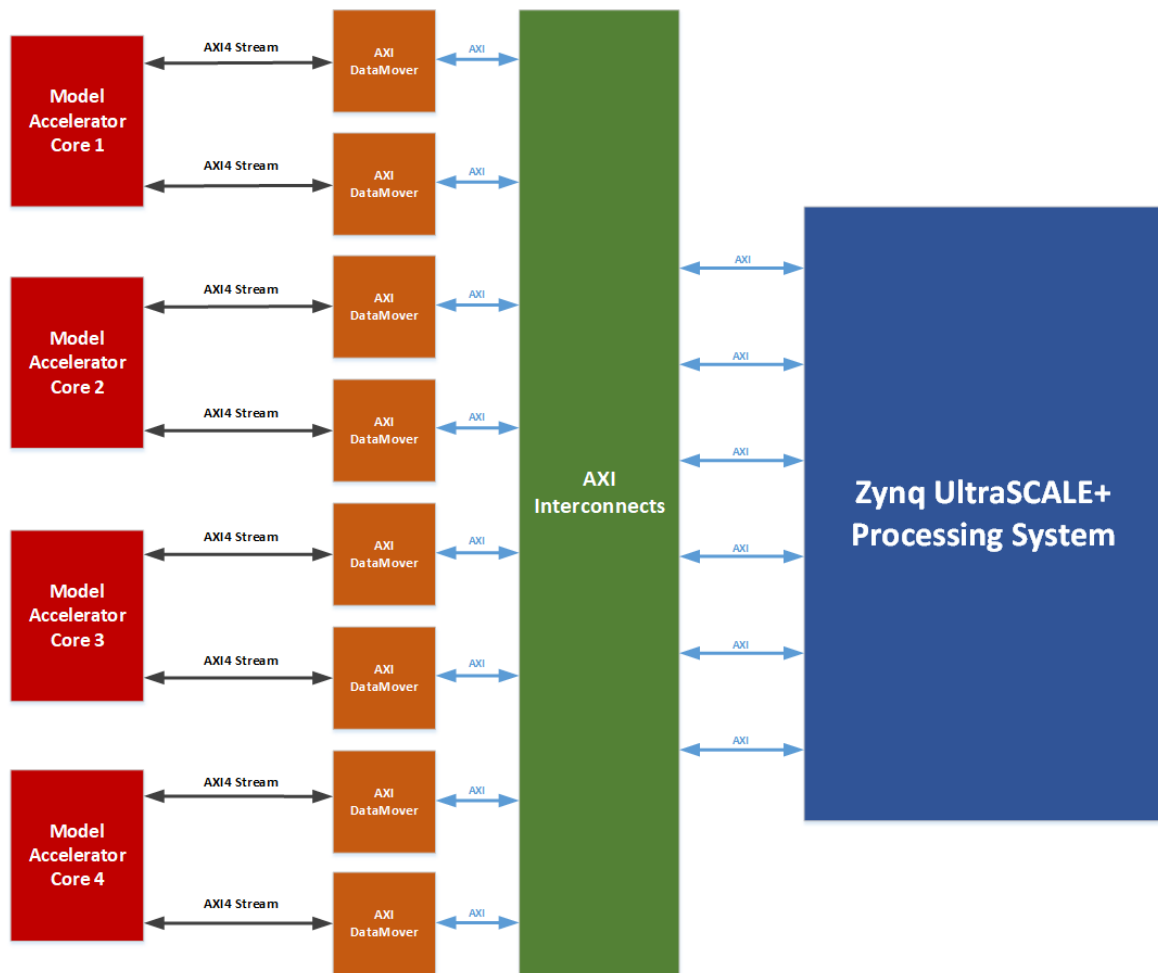 AXI4 Stream
AXI
DataMover
AXI
Model
Accelerator
Core 1
AXI4 Stream
AXI
DataMover
AXI
AXI4 Stream
AXI
DataMover
AXI
Model
Accelerator
Core 2
AXI4 Stream
AXI
DataMover
AXI
AXI4 Stream
AXI
DataMover
AXI
Model
Accelerator
Core 3
AXI4 Stream
AXI
DataMover
AXI
AXI4 Stream
AXI
DataMover
AXI
Model
Accelerator
Core 4
AXI4 Stream
AXI
DataMover
AXI
AXI
Interconnects
AXI
AXI
AXI
AXI
AXI
AXI
Zynq UltraSCALE+
Processing System